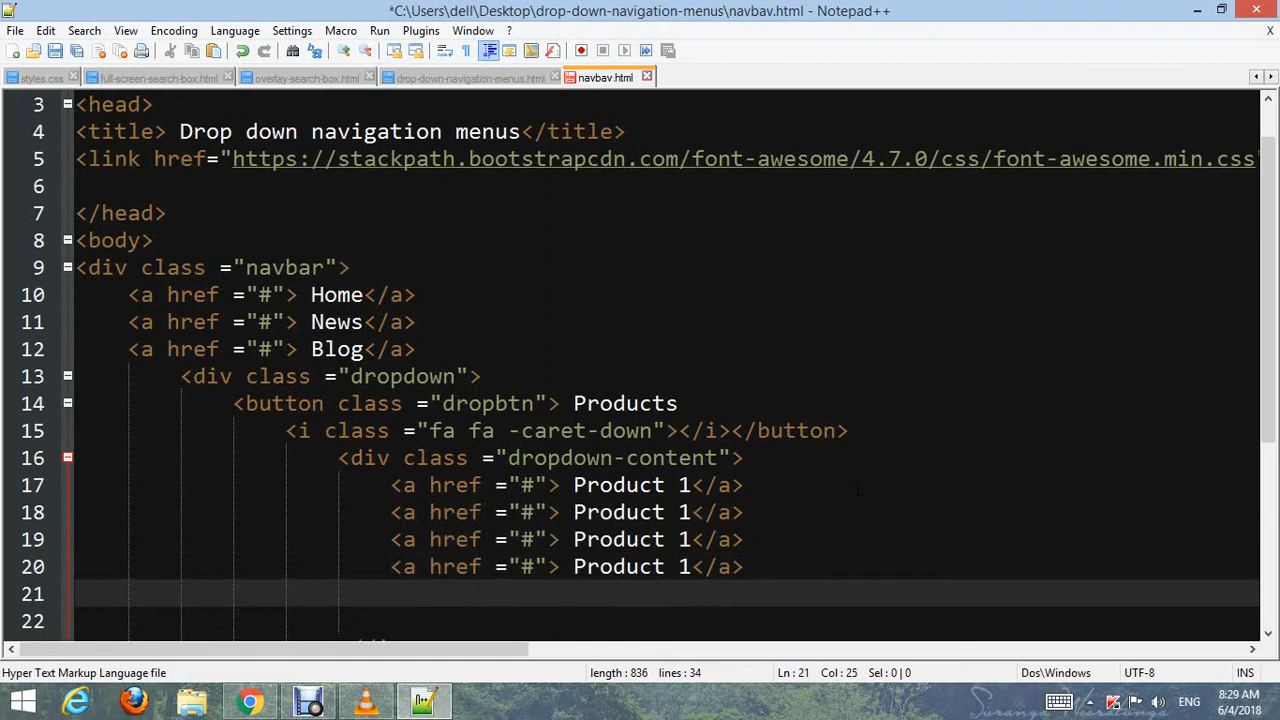 *C:\Users\dell\Desktop\drop-down-navigation-menus\navbav.html - Notepad++
File Edit Search View Encoding Language Settings Macro Run Plugins Window ? X
styles.css full-screen-search-box.html overlay-search-box.html drop-down-navigation-menus.html navbav.html
3 <head>
4 <title> Drop down navigation menus</title>
5 <link href="https://stackpath.bootstrapcdn.com/font-awesome/4.7.0/css/font-awesome.min.css"
6
7 </head>
8 <body>
9 <div class ="navbar">
10 <a href ="#"> Home</a>
11 <a href ="#"> News</a>
12 <a href ="#"> Blog</a>
13 <div class ="dropdown">
14 <button class ="dropbtn"> Products
15 <i class ="fa fa -caret-down"></i></button>
16 <div class ="dropdown-content">
17 <a href ="#"> Product 1</a>
18 <a href ="#"> Product 1</a>
19 <a href ="#"> Product 1</a>
20 <a href ="#"> Product 1</a>
21
22
Hyper Text Markup Language file length : 836 lines : 34 Ln : 21 Col : 25 Sel : 0 | 0 Dos\Windows UTF-8 INS
ENG 8:29 AM
6/4/2018